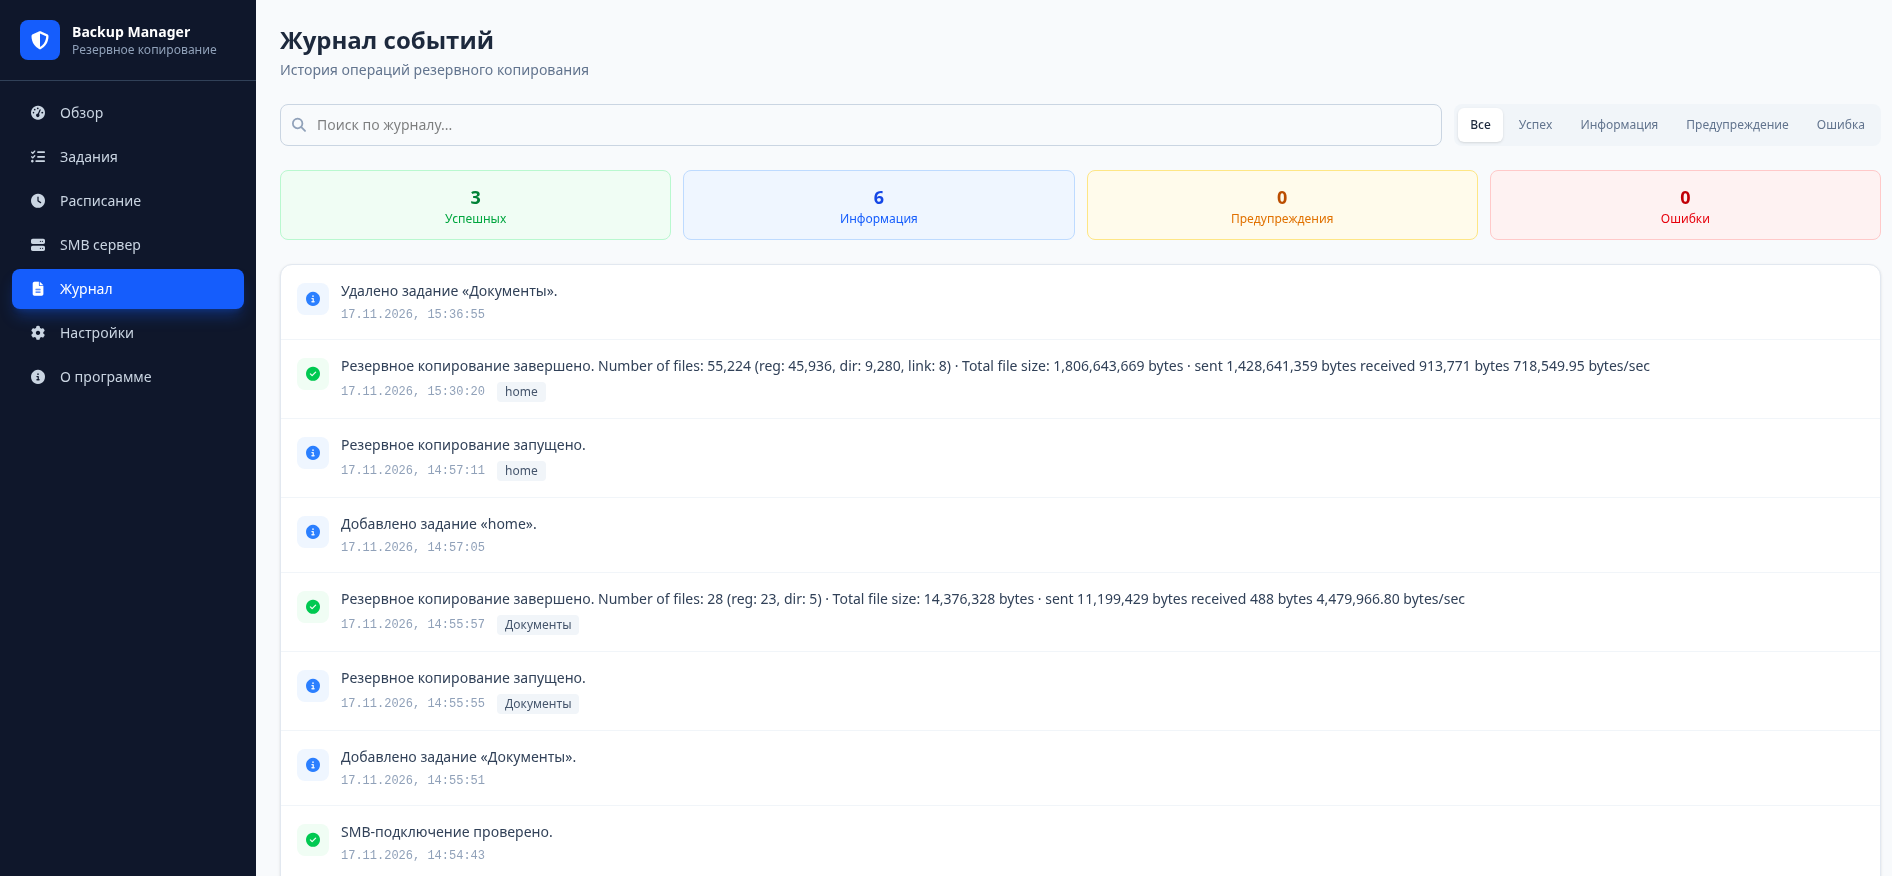 Backup Manager
Резервное копирование
Обзор
Задания
Расписание
SMB сервер
Журнал
Настройки
О программе
Журнал событий
История операций резервного копирования
Поиск по журналу...
Все Успех Информация Предупреждение Ошибка
3
Успешных
6
Информация
0
Предупреждения
0
Ошибки
Удалено задание «Документы».
17.11.2026, 15:36:55
Резервное копирование завершено. Number of files: 55,224 (reg: 45,936, dir: 9,280, link: 8) · Total file size: 1,806,643,669 bytes · sent 1,428,641,359 bytes received 913,771 bytes 718,549.95 bytes/sec
17.11.2026, 15:30:20 home
Резервное копирование запущено.
17.11.2026, 14:57:11 home
Добавлено задание «home».
17.11.2026, 14:57:05
Резервное копирование завершено. Number of files: 28 (reg: 23, dir: 5) · Total file size: 14,376,328 bytes · sent 11,199,429 bytes received 488 bytes 4,479,966.80 bytes/sec
17.11.2026, 14:55:57 Документы
Резервное копирование запущено.
17.11.2026, 14:55:55 Документы
Добавлено задание «Документы».
17.11.2026, 14:55:51
SMB-подключение проверено.
17.11.2026, 14:54:43